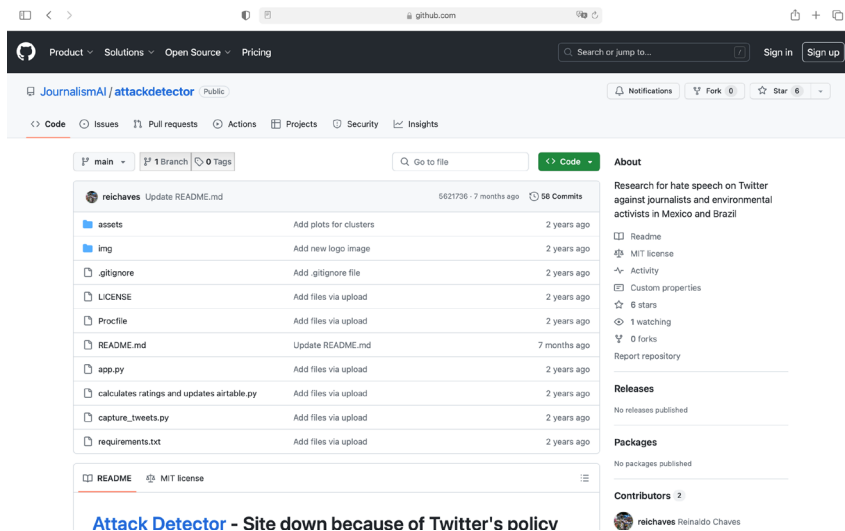 github.com
Product Solutions Open Source Pricing
Search or jump to... /
Sign in Sign up
JournalismAI / attackdetector Public
Notifications Fork 0 Star 6
Code Issues Pull requests Actions Projects Security Insights
main 1 Branch 0 Tags Go to file Code
reichaves Update README.md 5621736 · 7 months ago 58 Commits
assets Add plots for clusters 2 years ago
img Add new logo image 2 years ago
.gitignore Add .gitignore file 2 years ago
LICENSE Add files via upload 2 years ago
Procfile Add files via upload 2 years ago
README.md Update README.md 7 months ago
app.py Add files via upload 2 years ago
calculates ratings and updates airtable.py Add files via upload 2 years ago
capture_tweets.py Add files via upload 2 years ago
requirements.txt Add files via upload 2 years ago
README MIT license
Attack Detector - Site down because of Twitter's policy
About
Research for hate speech on Twitter
against journalists and environmental
activists in Mexico and Brazil
Readme
MIT license
Activity
Custom properties
6 stars
1 watching
0 forks
Report repository
Releases
No releases published
Packages
No packages published
Contributors 2
reichaves Reinaldo Chaves